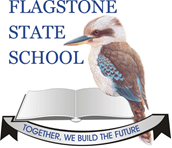 FLAGSTONE
STATE
SCHOOL
TOGETHER, WE BUILD THE FUTURE